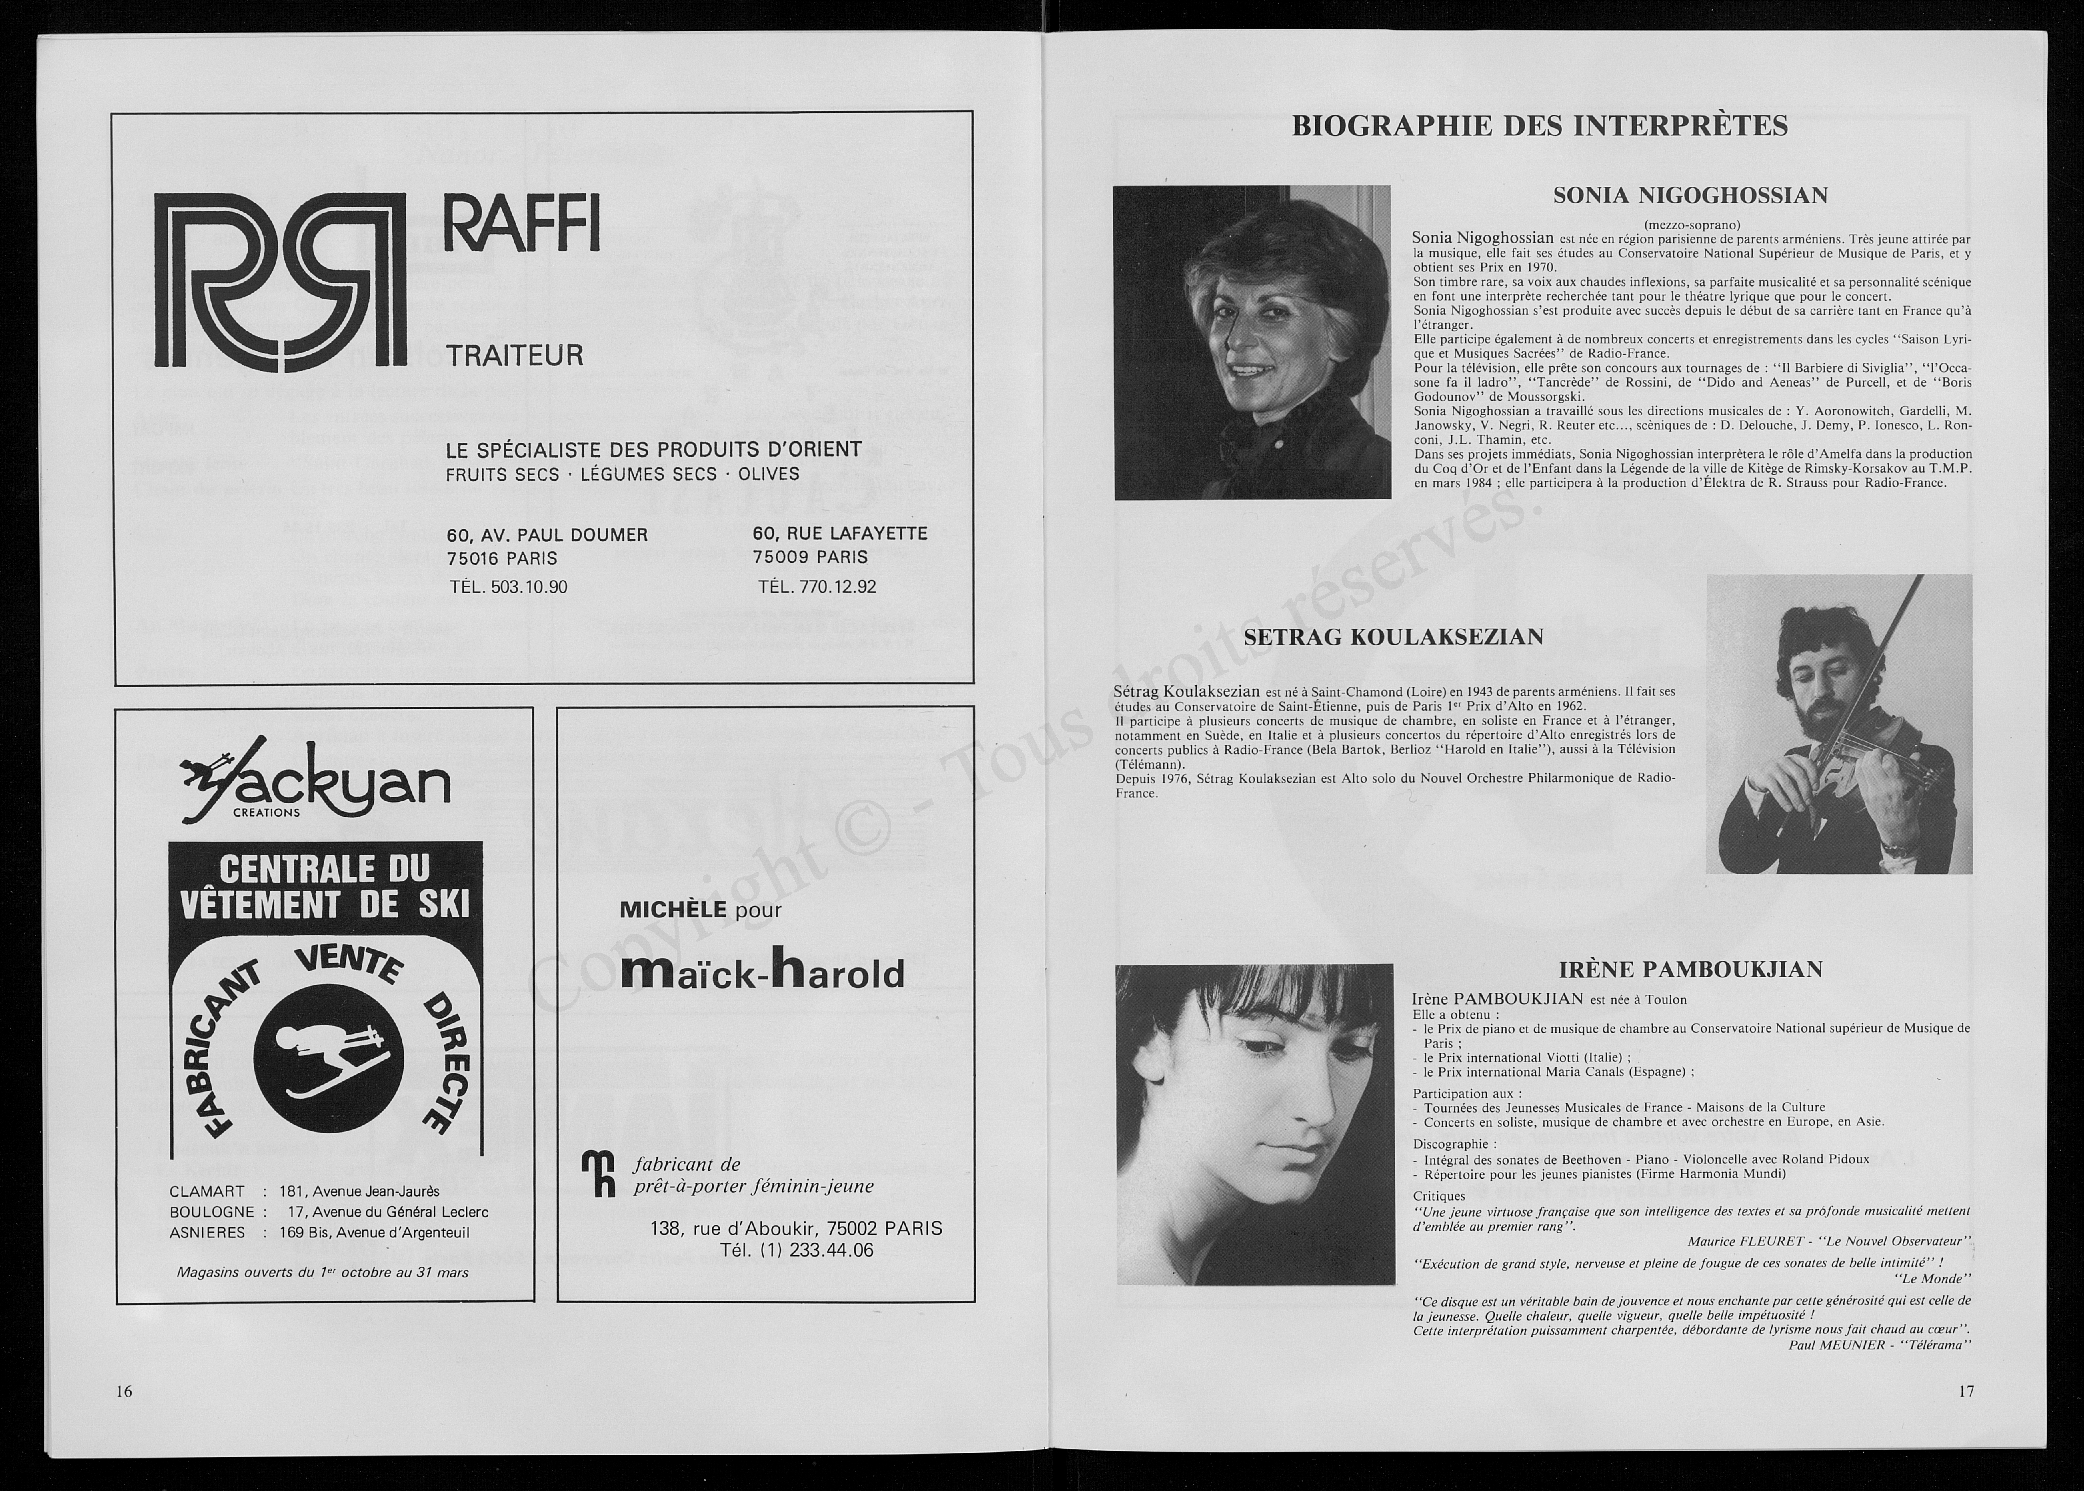 RAFFI
TRAITEUR
LE SPÉCIALISTE DES PRODUITS D'ORIENT
FRUITS SECS · LÉGUMES SECS · OLIVES
60, AV. PAUL DOUMER
75016 PARIS
TÉL. 503.10.90
60, RUE LAFAYETTE
75009 PARIS
TÉL. 770.12.92
Yackyan
CREATIONS
CENTRALE DU
VÊTEMENT DE SKI
FABRICANT VENTE DIRECTE
CLAMART : 181, Avenue Jean-Jaurès
BOULOGNE : 17, Avenue du Général Leclerc
ASNIERES : 169 Bis, Avenue d'Argenteuil
Magasins ouverts du 1er octobre au 31 mars
MICHÈLE pour
maïck-harold
mh
fabricant de
prêt-à-porter féminin-jeune
138, rue d'Aboukir, 75002 PARIS
Tél. (1) 233.44.06
16
BIOGRAPHIE DES INTERPRÈTES
SONIA NIGOGHOSSIAN
(mezzo-soprano)
Sonia Nigoghossian est née en région parisienne de parents arméniens. Très jeune attirée par
la musique, elle fait ses études au Conservatoire National Supérieur de Musique de Paris, et y
obtient ses Prix en 1970.
Son timbre rare, sa voix aux chaudes inflexions, sa parfaite musicalité et sa personnalité scénique
en font une interprète recherchée tant pour le théatre lyrique que pour le concert.
Sonia Nigoghossian s'est produite avec succès depuis le début de sa carrière tant en France qu'à
l'étranger.
Elle participe également à de nombreux concerts et enregistrements dans les cycles "Saison Lyri-
que et Musiques Sacrées" de Radio-France.
Pour la télévision, elle prête son concours aux tournages de : "Il Barbiere di Siviglia", "l'Occa-
sone fa il ladro", "Tancrède" de Rossini, de "Dido and Aeneas" de Purcell, et de "Boris
Godounov" de Moussorgski.
Sonia Nigoghossian a travaillé sous les directions musicales de : Y. Aoronowitch, Gardelli, M.
Janowsky, V. Negri, R. Reuter etc..., scèniques de : D. Delouche, J. Demy, P. Ionesco, L. Ron-
coni, J.L. Thamin, etc.
Dans ses projets immédiats, Sonia Nigoghossian interprètera le rôle d'Amelfa dans la production
du Coq d'Or et de l'Enfant dans la Légende de la ville de Kitège de Rimsky-Korsakov au T.M.P.
en mars 1984 ; elle participera à la production d'Élektra de R. Strauss pour Radio-France.
SETRAG KOULAKSEZIAN
Sétrag Koulaksezian est né à Saint-Chamond (Loire) en 1943 de parents arméniens. Il fait ses
études au Conservatoire de Saint-Étienne, puis de Paris 1er Prix d'Alto en 1962.
Il participe à plusieurs concerts de musique de chambre, en soliste en France et à l'étranger,
notamment en Suède, en Italie et à plusieurs concertos du répertoire d'Alto enregistrés lors de
concerts publics à Radio-France (Bela Bartok, Berlioz "Harold en Italie"), aussi à la Télévision
(Télémann).
Depuis 1976, Sétrag Koulaksezian est Alto solo du Nouvel Orchestre Philarmonique de Radio-
France.
IRÈNE PAMBOUKJIAN
Irène PAMBOUKJIAN est née à Toulon
Elle a obtenu :
- le Prix de piano et de musique de chambre au Conservatoire National supérieur de Musique de
Paris ;
- le Prix international Viotti (Italie) ;
- le Prix international Maria Canals (Espagne) ;
Participation aux :
- Tournées des Jeunesses Musicales de France - Maisons de la Culture
- Concerts en soliste, musique de chambre et avec orchestre en Europe, en Asie.
Discographie :
- Intégral des sonates de Beethoven - Piano - Violoncelle avec Roland Pidoux
- Répertoire pour les jeunes pianistes (Firme Harmonia Mundi)
Critiques
"Une jeune virtuose française que son intelligence des textes et sa profonde musicalité mettent
d'emblée au premier rang".
Maurice FLEURET - "Le Nouvel Observateur"
"Exécution de grand style, nerveuse et pleine de fougue de ces sonates de belle intimité" !
"Le Monde"
"Ce disque est un véritable bain de jouvence et nous enchante par cette générosité qui est celle de
la jeunesse. Quelle chaleur, quelle vigueur, quelle belle impétuosité !
Cette interprétation puissamment charpentée, débordante de lyrisme nous fait chaud au cœur".
Paul MEUNIER - "Télérama"
17
Copyright © - Tous droits réservés.